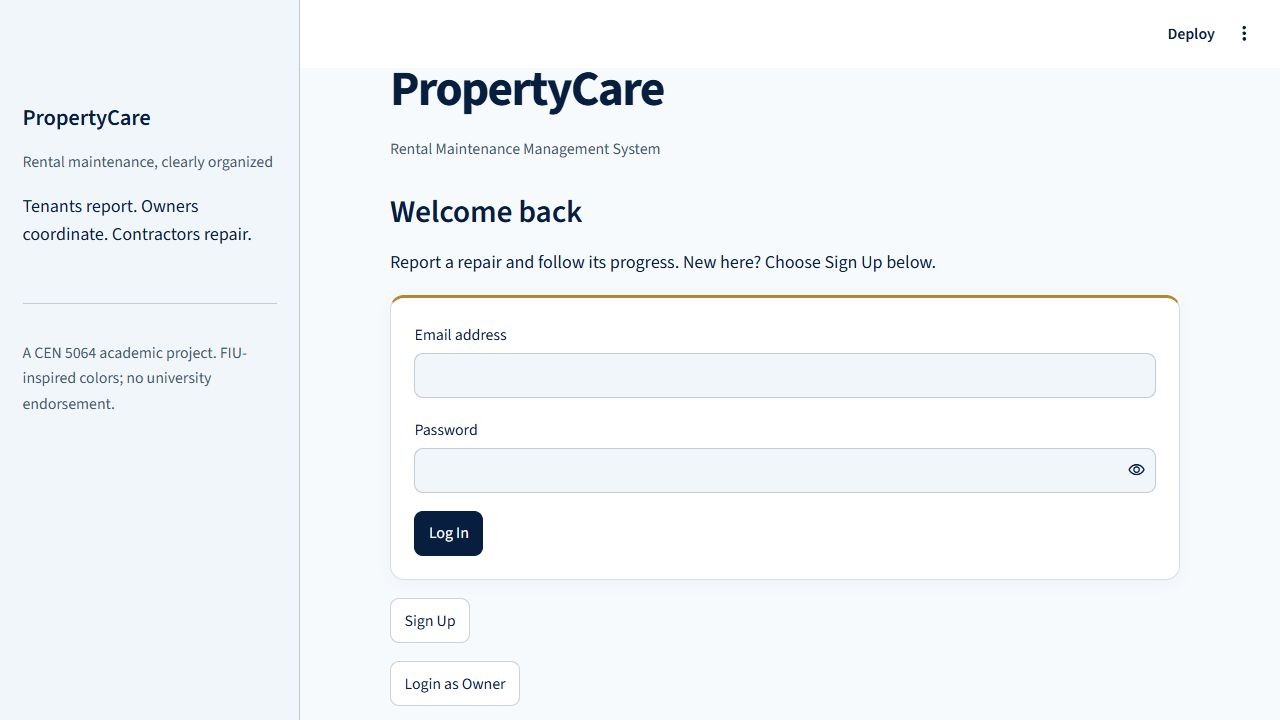 Deploy
PropertyCare
Rental maintenance, clearly organized
Tenants report. Owners
coordinate. Contractors repair.
A CEN 5064 academic project. FIU-
inspired colors; no university
endorsement.
PropertyCare
Rental Maintenance Management System
Welcome back
Report a repair and follow its progress. New here? Choose Sign Up below.
Email address
Password
Log In
Sign Up
Login as Owner